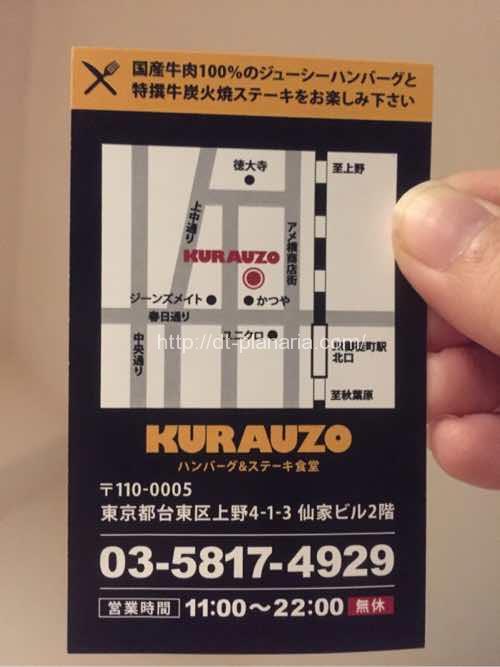 国産牛肉100%のジューシーハンバーグと
特撰牛炭火焼ステーキをお楽しみ下さい
徳大寺
至上野
上中通り
アメ横商店街
KURAUZO
ジーンズメイト
かつや
春日通り
ユニクロ
中央通り
http://dt-planaria.com/
北口
至秋葉原
KURAUZO
ハンバーグ&ステーキ食堂
〒110-0005
東京都台東区上野4-1-3 仙家ビル2階
03-5817-4929
営業時間 11:00～22:00 無休